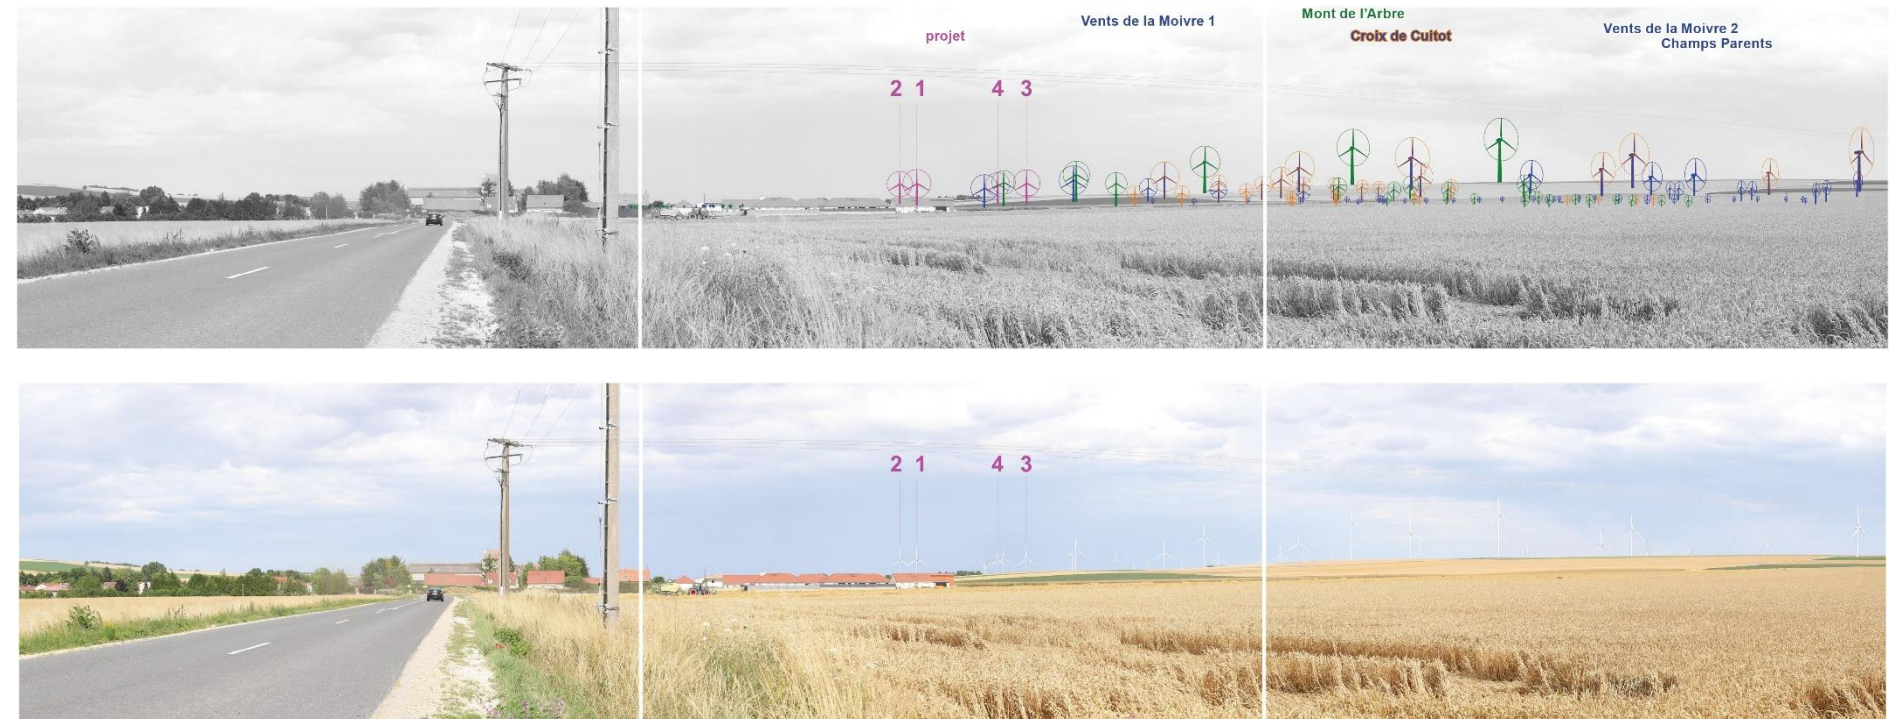 Mont de l'Arbre
Vents de la Moivre 1
Vents de la Moivre 2
projet
Croix de Cuitot
Champs Parents
2 1 4 3
2 1 4 3